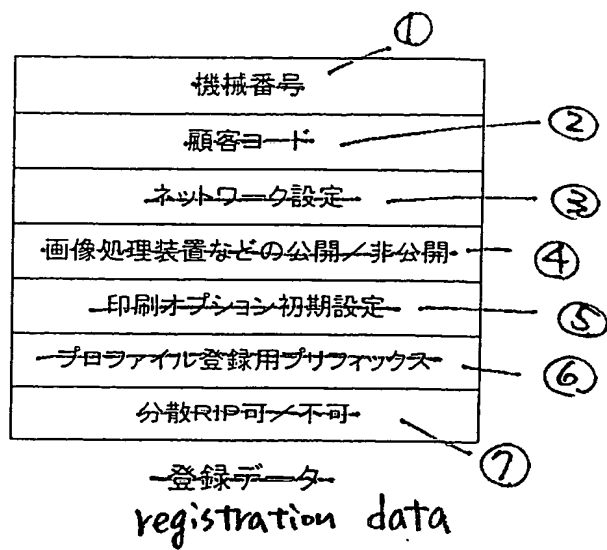 ①
機械番号
顧客コード ②
ネットワーク設定 ③
画像処理装置などの公開／非公開 ④
印刷オプション初期設定 ⑤
プロファイル登録用プリフィックス ⑥
分散RIP可／不可 ⑦
登録データ
registration data